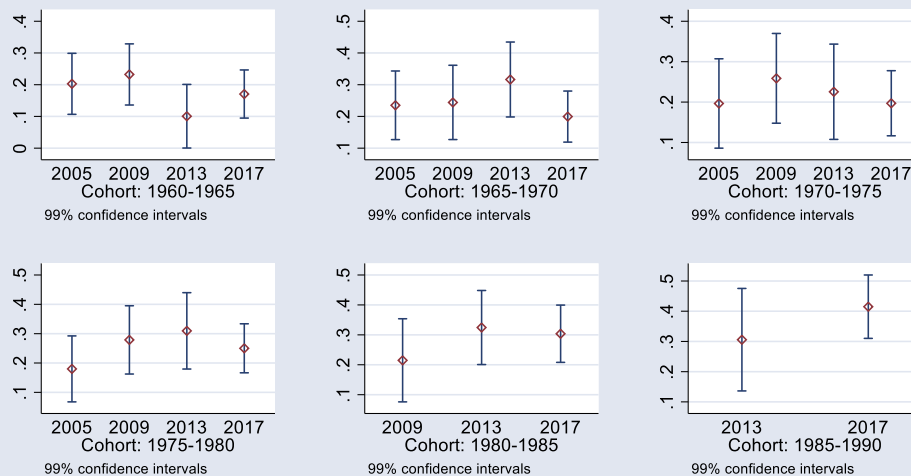 .4
.3
.2
.1
0
2005 2009 2013 2017
Cohort: 1960-1965
99% confidence intervals
.5
.4
.3
.2
.1
2005 2009 2013 2017
Cohort: 1965-1970
99% confidence intervals
.4
.3
.2
.1
2005 2009 2013 2017
Cohort: 1970-1975
99% confidence intervals
.5
.4
.3
.2
.1
2005 2009 2013 2017
Cohort: 1975-1980
99% confidence intervals
.5
.4
.3
.2
.1
2009 2013 2017
Cohort: 1980-1985
99% confidence intervals
.5
.4
.3
.2
.1
2013 2017
Cohort: 1985-1990
99% confidence intervals